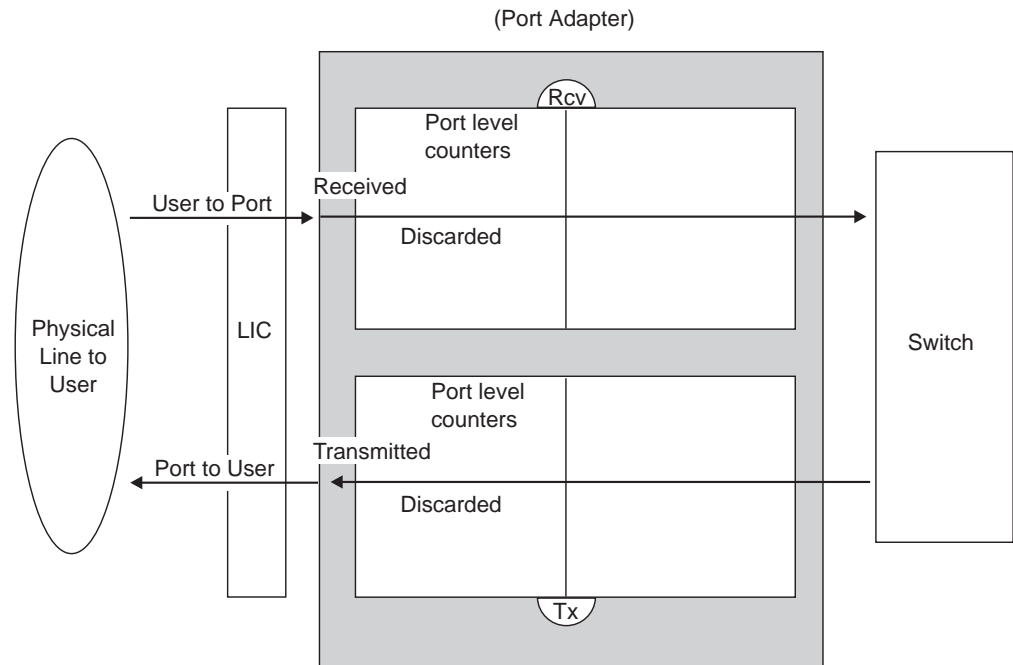 (Port Adapter)
Rcv
Port level
counters
Received
User to Port
Discarded
Physical
Line to
User
LIC
Switch
Port level
counters
Transmitted
Port to User
Discarded
Tx